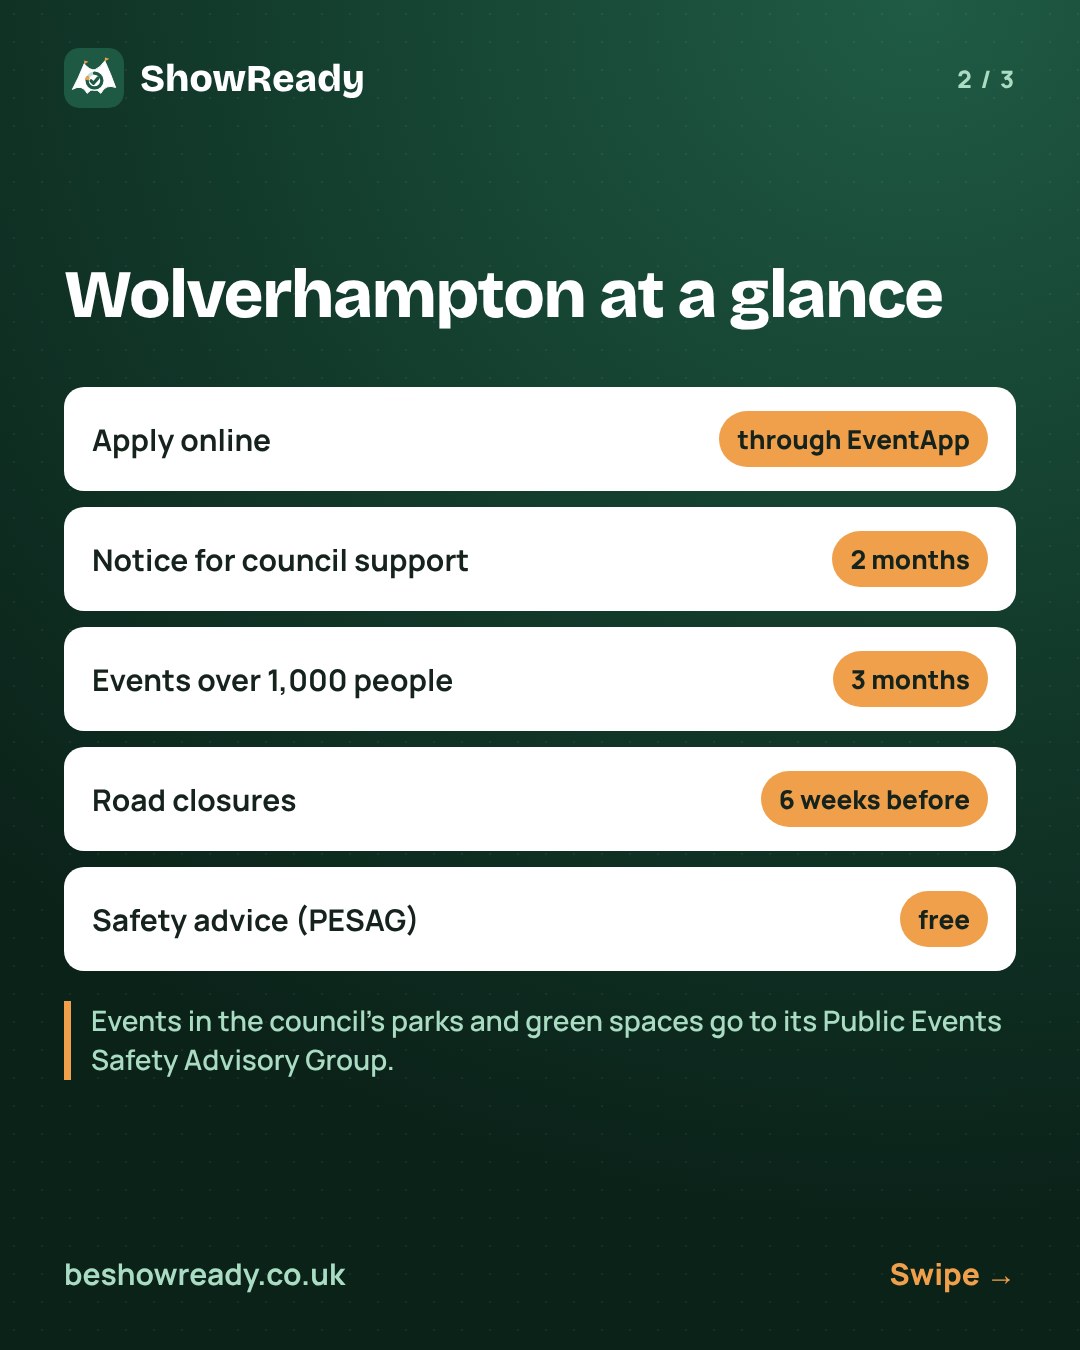 ShowReady
2 / 3
Wolverhampton at a glance
Apply online
through EventApp
Notice for council support
2 months
Events over 1,000 people
3 months
Road closures
6 weeks before
Safety advice (PESAG)
free
Events in the council’s parks and green spaces go to its Public Events
Safety Advisory Group.
beshowready.co.uk
Swipe →